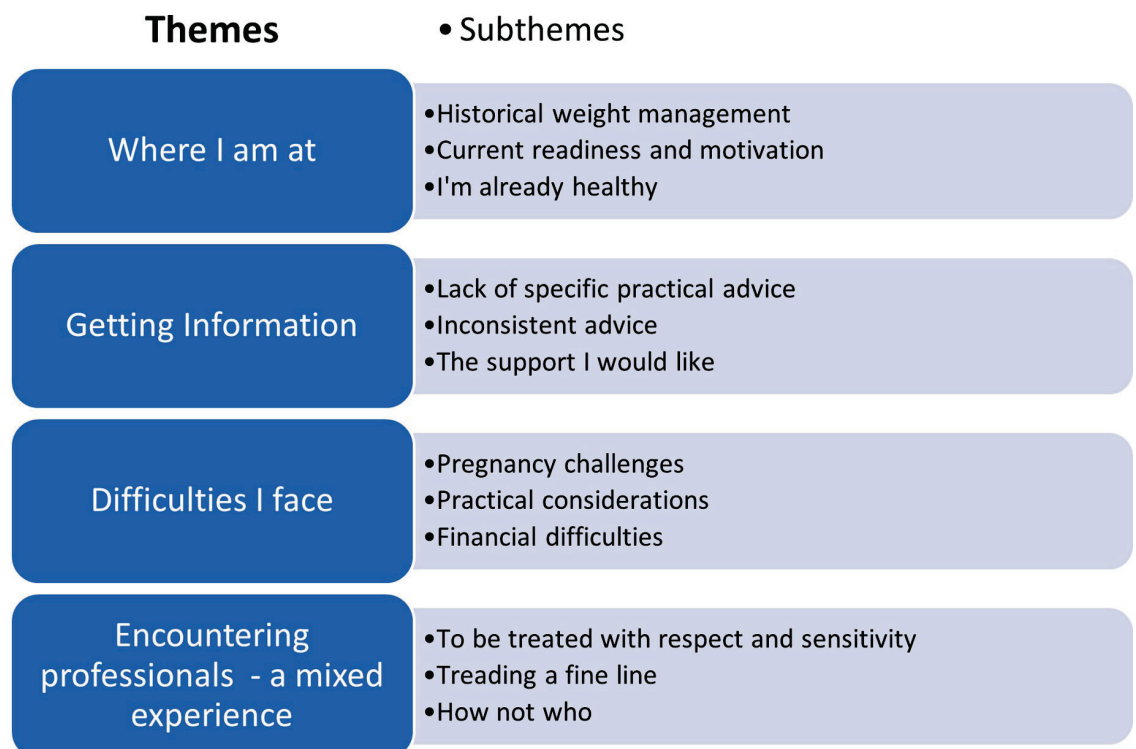 Themes
• Subthemes
Where I am at
•Historical weight management
•Current readiness and motivation
•I'm already healthy
Getting Information
•Lack of specific practical advice
•Inconsistent advice
•The support I would like
Difficulties I face
•Pregnancy challenges
•Practical considerations
•Financial difficulties
Encountering
professionals - a mixed
experience
•To be treated with respect and sensitivity
•Treading a fine line
•How not who